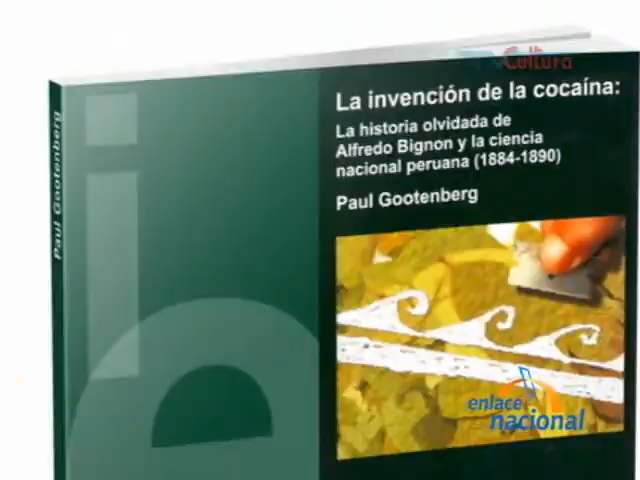 Cultura
La invención de la cocaína:
La historia olvidada de
Alfredo Bignon y la ciencia
nacional peruana (1884-1890)
Paul Gootenberg
Paul Gootenberg
enlace
nacional